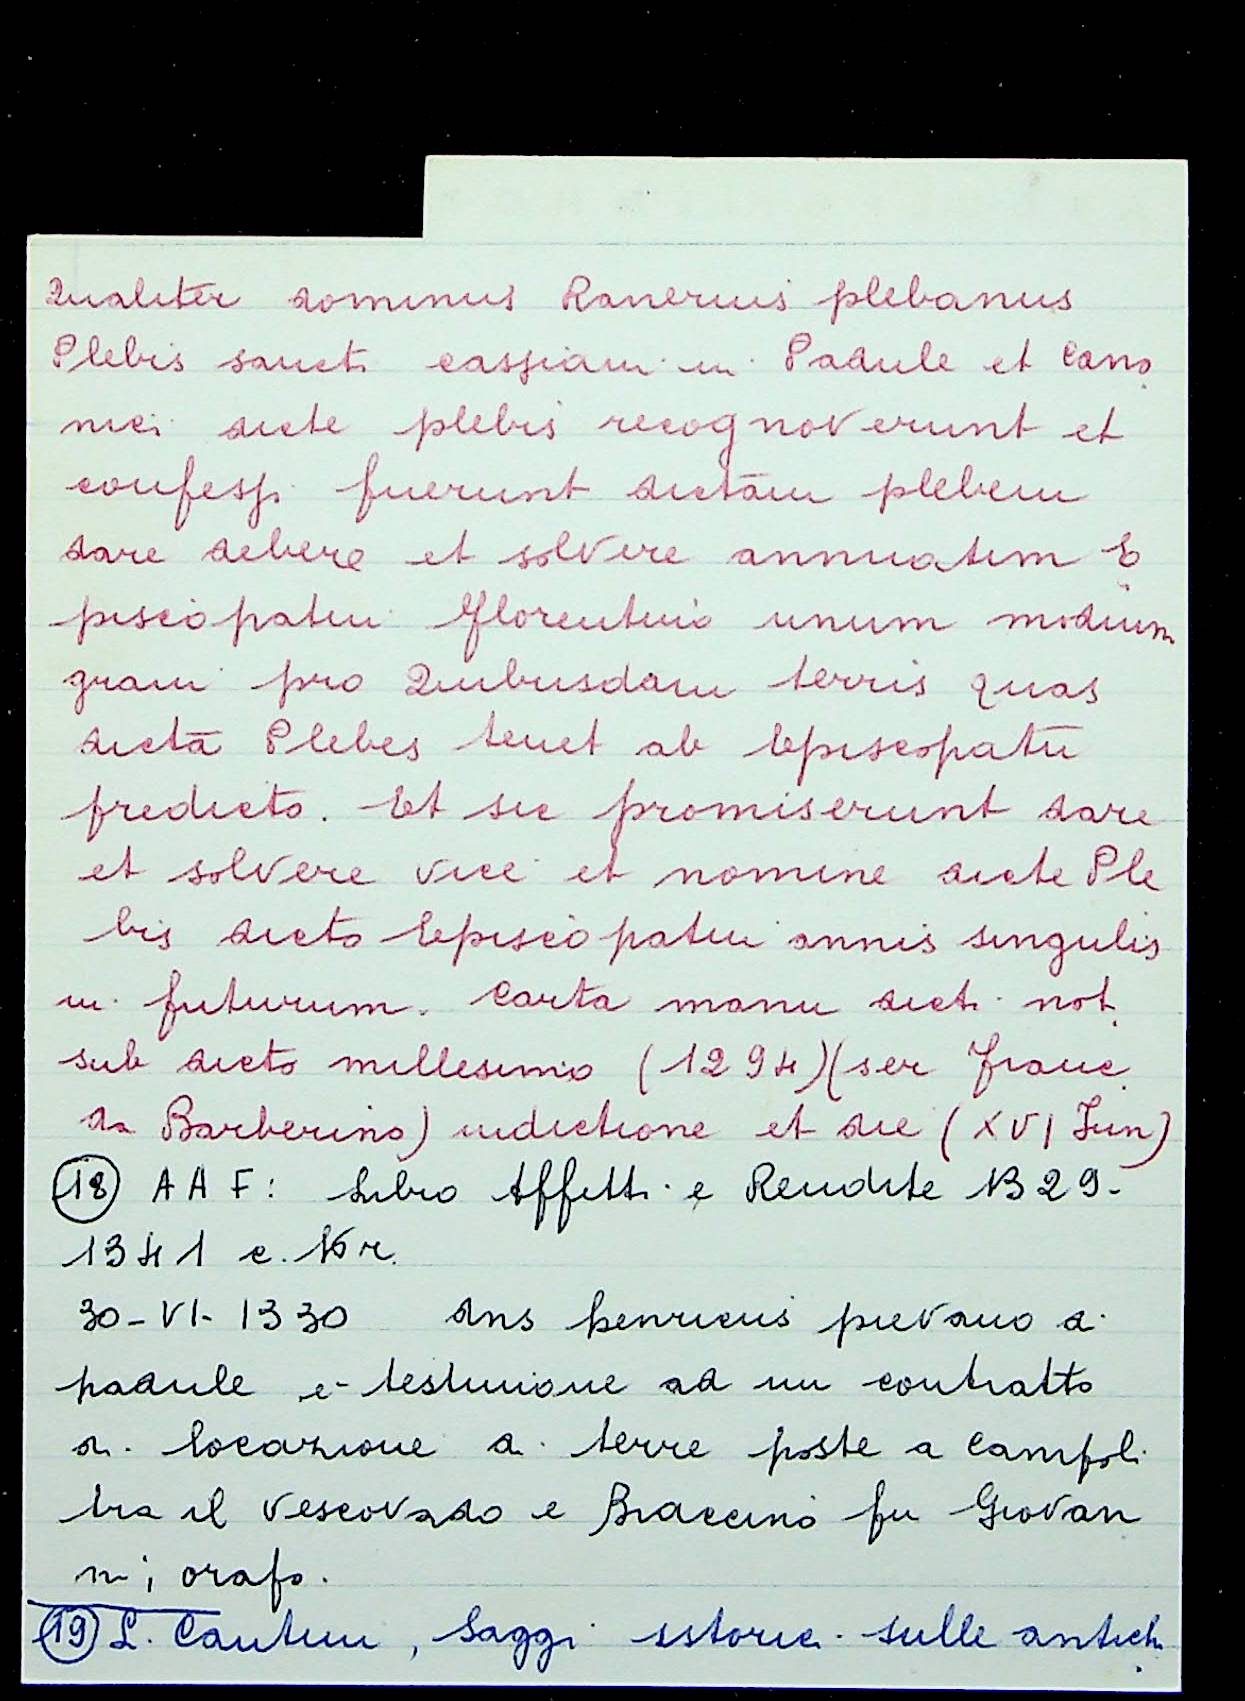 Qualiter dominus Ranerius plebanus
Plebis sancti cassiani in Padule et Cano
nici dicte plebis recognoverunt et
confessi fuerunt dictam plebem
dare debere et solvere annuatim E
piscopatui florentino unum modium
grani pro Quibusdam terris quas
dicta Plebes tenet ab Episcopatu
predicto. Et sic promiserunt dare
et solvere vice et nomine dicte Ple
bis dicto Episcopatui annis singulis
in futurum. Carta manu dicti not.
sub dicto millesimo (1294)(ser Franc.
da Barberino) indictione et die (XVI Jun)
(18) A A F: Libro Affitti e Rendite B29-
1341 c.
30-VI-1330 dns henricus pievano di
padule è testimone ad un contratto
di locazione di terre poste a Campoli
tra il vescovado e Braccino fu Giovan
ni, orafo.
(19) L. Cantini, Saggi istorici sulle antich.